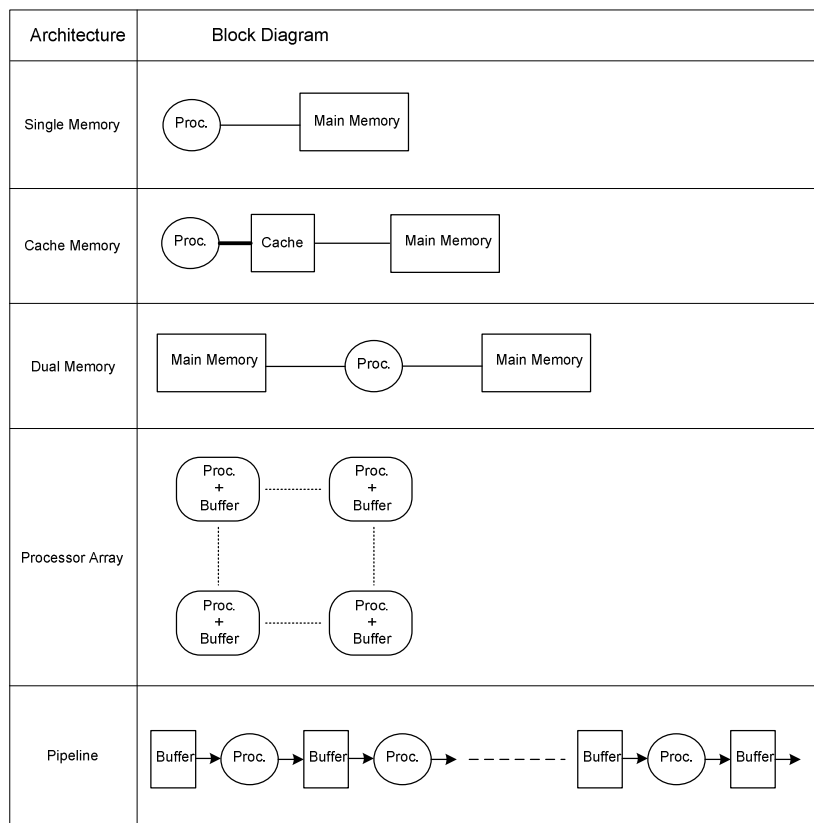 Architecture Block Diagram
Single Memory
Proc. Main Memory
Cache Memory
Proc. Cache Main Memory
Dual Memory
Main Memory Proc. Main Memory
Processor Array
Proc. Proc.
+ +
Buffer Buffer
Proc. Proc.
+ +
Buffer Buffer
Pipeline
Buffer Proc. Buffer Proc. Buffer Proc. Buffer